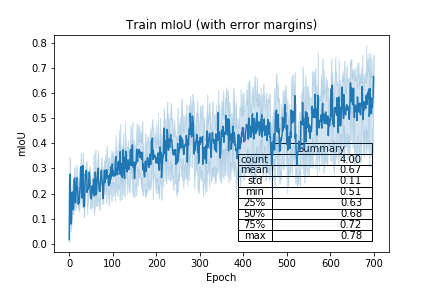 Train mIoU (with error margins)
mIoU
0.8
0.7
0.6
0.5
0.4
0.3
0.2
0.1
0.0
Summary
count 4.00
mean 0.67
std 0.11
min 0.51
25% 0.63
50% 0.68
75% 0.72
max 0.78
0 100 200 300 400 500 600 700
Epoch